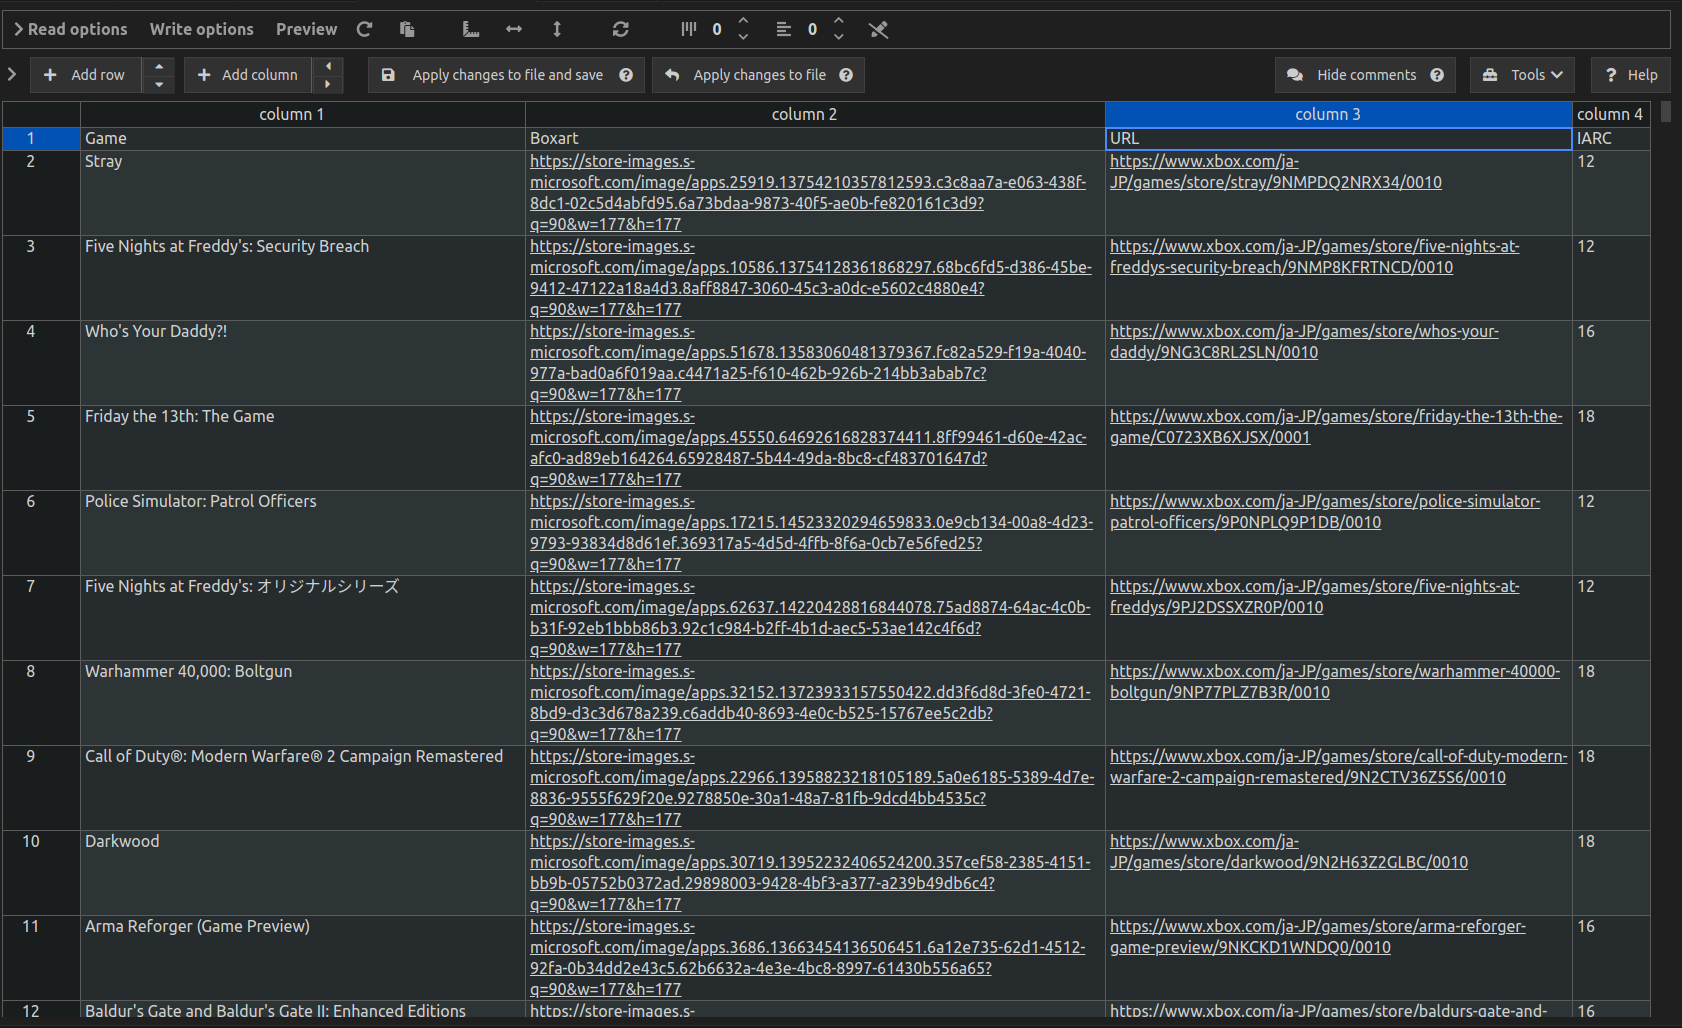 Read options Write options Preview 0 0
Add row Add column Apply changes to file and save ? Apply changes to file ? Hide comments ? Tools ? Help
column 1 column 2 column 3 column 4
1 Game Boxart URL IARC
2 Stray https://store-images.s- https://www.xbox.com/ja- 12
microsoft.com/image/apps.25919.13754210357812593.c3c8aa7a-e063-438f- JP/games/store/stray/9NMPDQ2NRX34/0010
8dc1-02c5d4abfd95.6a73bdaa-9873-40f5-ae0b-fe820161c3d9?
q=90&w=177&h=177
3 Five Nights at Freddy's: Security Breach https://store-images.s- https://www.xbox.com/ja-JP/games/store/five-nights-at- 12
microsoft.com/image/apps.10586.13754128361868297.68bc6fd5-d386-45be- freddys-security-breach/9NMP8KFRTNCD/0010
9412-47122a18a4d3.8aff8847-3060-45c3-a0dc-e5602c4880e4?
q=90&w=177&h=177
4 Who's Your Daddy?! https://store-images.s- https://www.xbox.com/ja-JP/games/store/whos-your- 16
microsoft.com/image/apps.51678.13583060481379367.fc82a529-f19a-4040- daddy/9NG3C8RL2SLN/0010
977a-bad0a6f019aa.c4471a25-f610-462b-926b-214bb3abab7c?
q=90&w=177&h=177
5 Friday the 13th: The Game https://store-images.s- https://www.xbox.com/ja-JP/games/store/friday-the-13th-the- 18
microsoft.com/image/apps.45550.64692616828374411.8ff99461-d60e-42ac- game/C0723XB6XJSX/0001
afc0-ad89eb164264.65928487-5b44-49da-8bc8-cf483701647d?
q=90&w=177&h=177
6 Police Simulator: Patrol Officers https://store-images.s- https://www.xbox.com/ja-JP/games/store/police-simulator- 12
microsoft.com/image/apps.17215.14523320294659833.0e9cb134-00a8-4d23- patrol-officers/9P0NPLQ9P1DB/0010
9793-93834d8d61ef.369317a5-4d5d-4ffb-8f6a-0cb7e56fed25?
q=90&w=177&h=177
7 Five Nights at Freddy's: オリジナルシリーズ https://store-images.s- https://www.xbox.com/ja-JP/games/store/five-nights-at- 12
microsoft.com/image/apps.62637.14220428816844078.75ad8874-64ac-4c0b- freddys/9PJ2DSSXZR0P/0010
b31f-92eb1bbb86b3.92c1c984-b2ff-4b1d-aec5-53ae142c4f6d?
q=90&w=177&h=177
8 Warhammer 40,000: Boltgun https://store-images.s- https://www.xbox.com/ja-JP/games/store/warhammer-40000- 18
microsoft.com/image/apps.32152.13723933157550422.dd3f6d8d-3fe0-4721- boltgun/9NP77PLZ7B3R/0010
8bd9-d3c3d678a239.c6addb40-8693-4e0c-b525-15767ee5c2db?
q=90&w=177&h=177
9 Call of Duty®: Modern Warfare® 2 Campaign Remastered https://store-images.s- https://www.xbox.com/ja-JP/games/store/call-of-duty-modern- 18
microsoft.com/image/apps.22966.13958823218105189.5a0e6185-5389-4d7e- warfare-2-campaign-remastered/9N2CTV36Z5S6/0010
8836-9555f629f20e.9278850e-30a1-48a7-81fb-9dcd4bb4535c?
q=90&w=177&h=177
10 Darkwood https://store-images.s- https://www.xbox.com/ja- 18
microsoft.com/image/apps.30719.13952232406524200.357cef58-2385-4151- JP/games/store/darkwood/9N2H63Z2GLBC/0010
bb9b-05752b0372ad.29898003-9428-4bf3-a377-a239b49db6c4?
q=90&w=177&h=177
11 Arma Reforger (Game Preview) https://store-images.s- https://www.xbox.com/ja-JP/games/store/arma-reforger- 16
microsoft.com/image/apps.3686.13663454136506451.6a12e735-62d1-4512- game-preview/9NKCKD1WNDQ0/0010
92fa-0b34dd2e43c5.62b6632a-4e3e-4bc8-8997-61430b556a65?
q=90&w=177&h=177
12 Baldur's Gate and Baldur's Gate II: Enhanced Editions https://store-images.s- https://www.xbox.com/ja-JP/games/store/baldurs-gate-and- 16